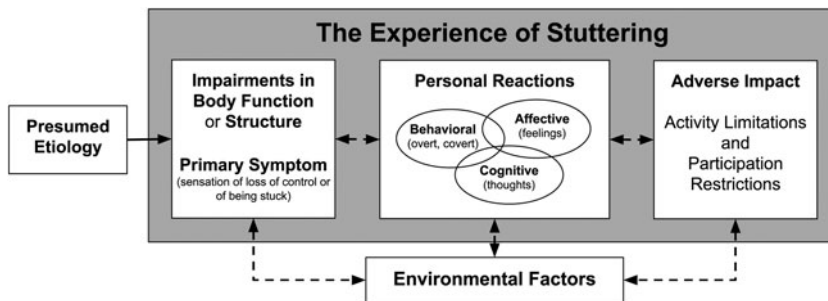 The Experience of Stuttering
Presumed
Etiology
Impairments in
Body Function
or Structure
Primary Symptom
(sensation of loss of control or
of being stuck)
Personal Reactions
Behavioral
(overt, covert)
Affective
(feelings)
Cognitive
(thoughts)
Adverse Impact
Activity Limitations
and
Participation
Restrictions
Environmental Factors